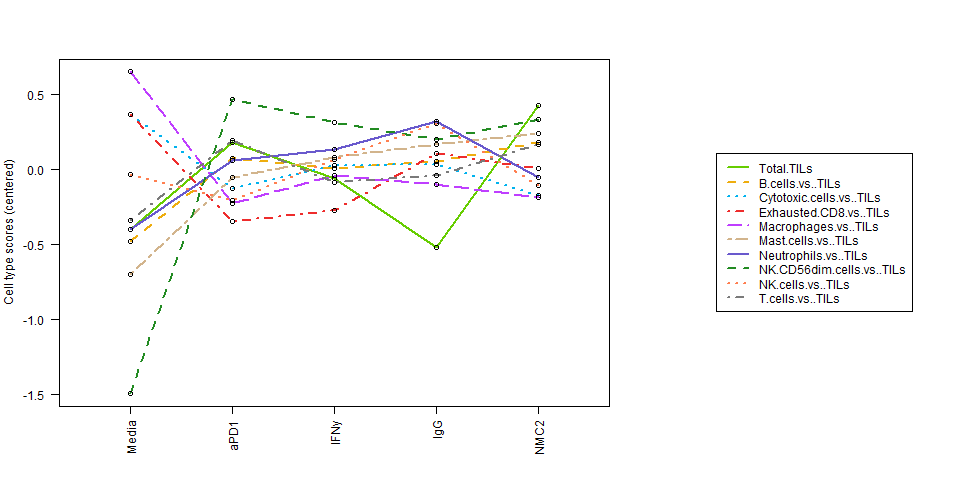 Cell type scores (centered)
0.5
0.0
-0.5
-1.0
-1.5
Media
aPD1
IFNy
IgG
NMC2
Total.TILs
B.cells.vs..TILs
Cytotoxic.cells.vs..TILs
Exhausted.CD8.vs..TILs
Macrophages.vs..TILs
Mast.cells.vs..TILs
Neutrophils.vs..TILs
NK.CD56dim.cells.vs..TILs
NK.cells.vs..TILs
T.cells.vs..TILs